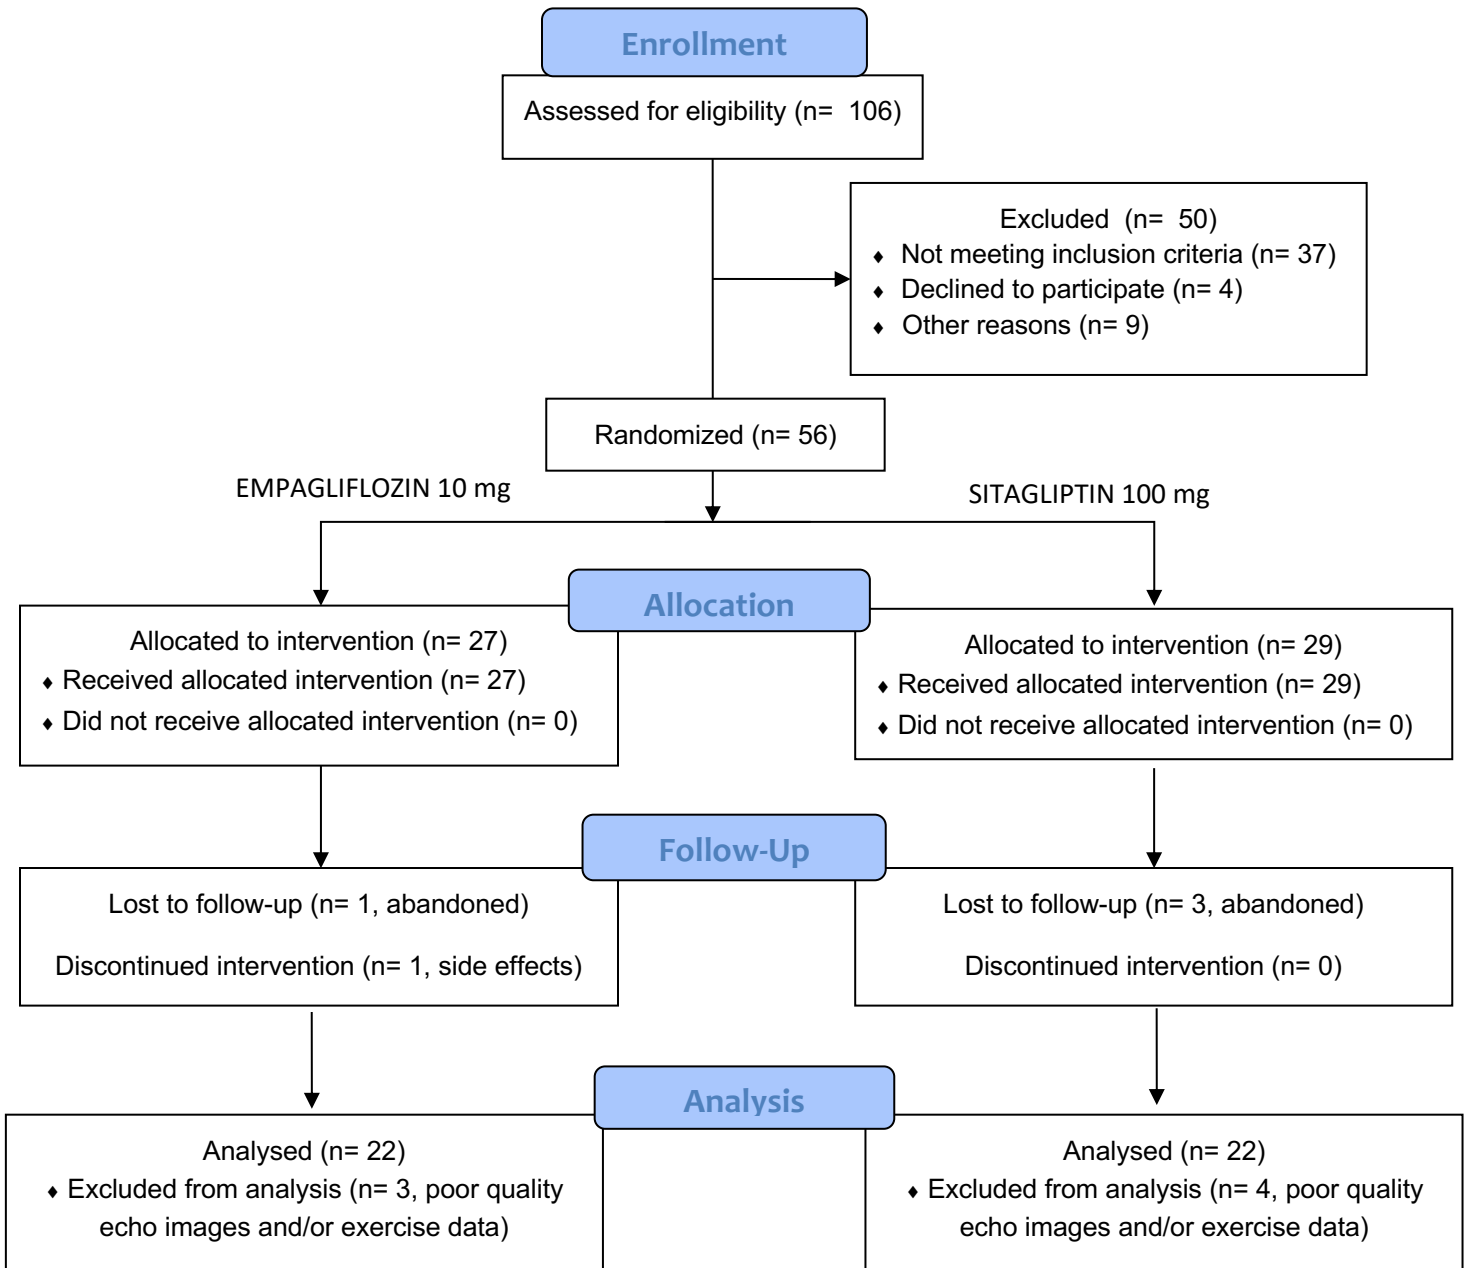 Enrollment
Assessed for eligibility (n=  106)
Excluded  (n=  50)
♦ Not meeting inclusion criteria (n= 37)
♦ Declined to participate (n= 4)
♦ Other reasons (n= 9)
Randomized (n= 56)
EMPAGLIFLOZIN 10 mg
SITAGLIPTIN 100 mg
Allocation
Allocated to intervention (n= 27)
♦ Received allocated intervention (n= 27)
♦ Did not receive allocated intervention (n= 0)
Allocated to intervention (n= 29)
♦ Received allocated intervention (n= 29)
♦ Did not receive allocated intervention (n= 0)
Follow-Up
Lost to follow-up (n= 1, abandoned)
Discontinued intervention (n= 1, side effects)
Lost to follow-up (n= 3, abandoned)
Discontinued intervention (n= 0)
Analysis
Analysed (n= 22)
♦ Excluded from analysis (n= 3, poor quality
echo images and/or exercise data)
Analysed (n= 22)
♦ Excluded from analysis (n= 4, poor quality
echo images and/or exercise data)